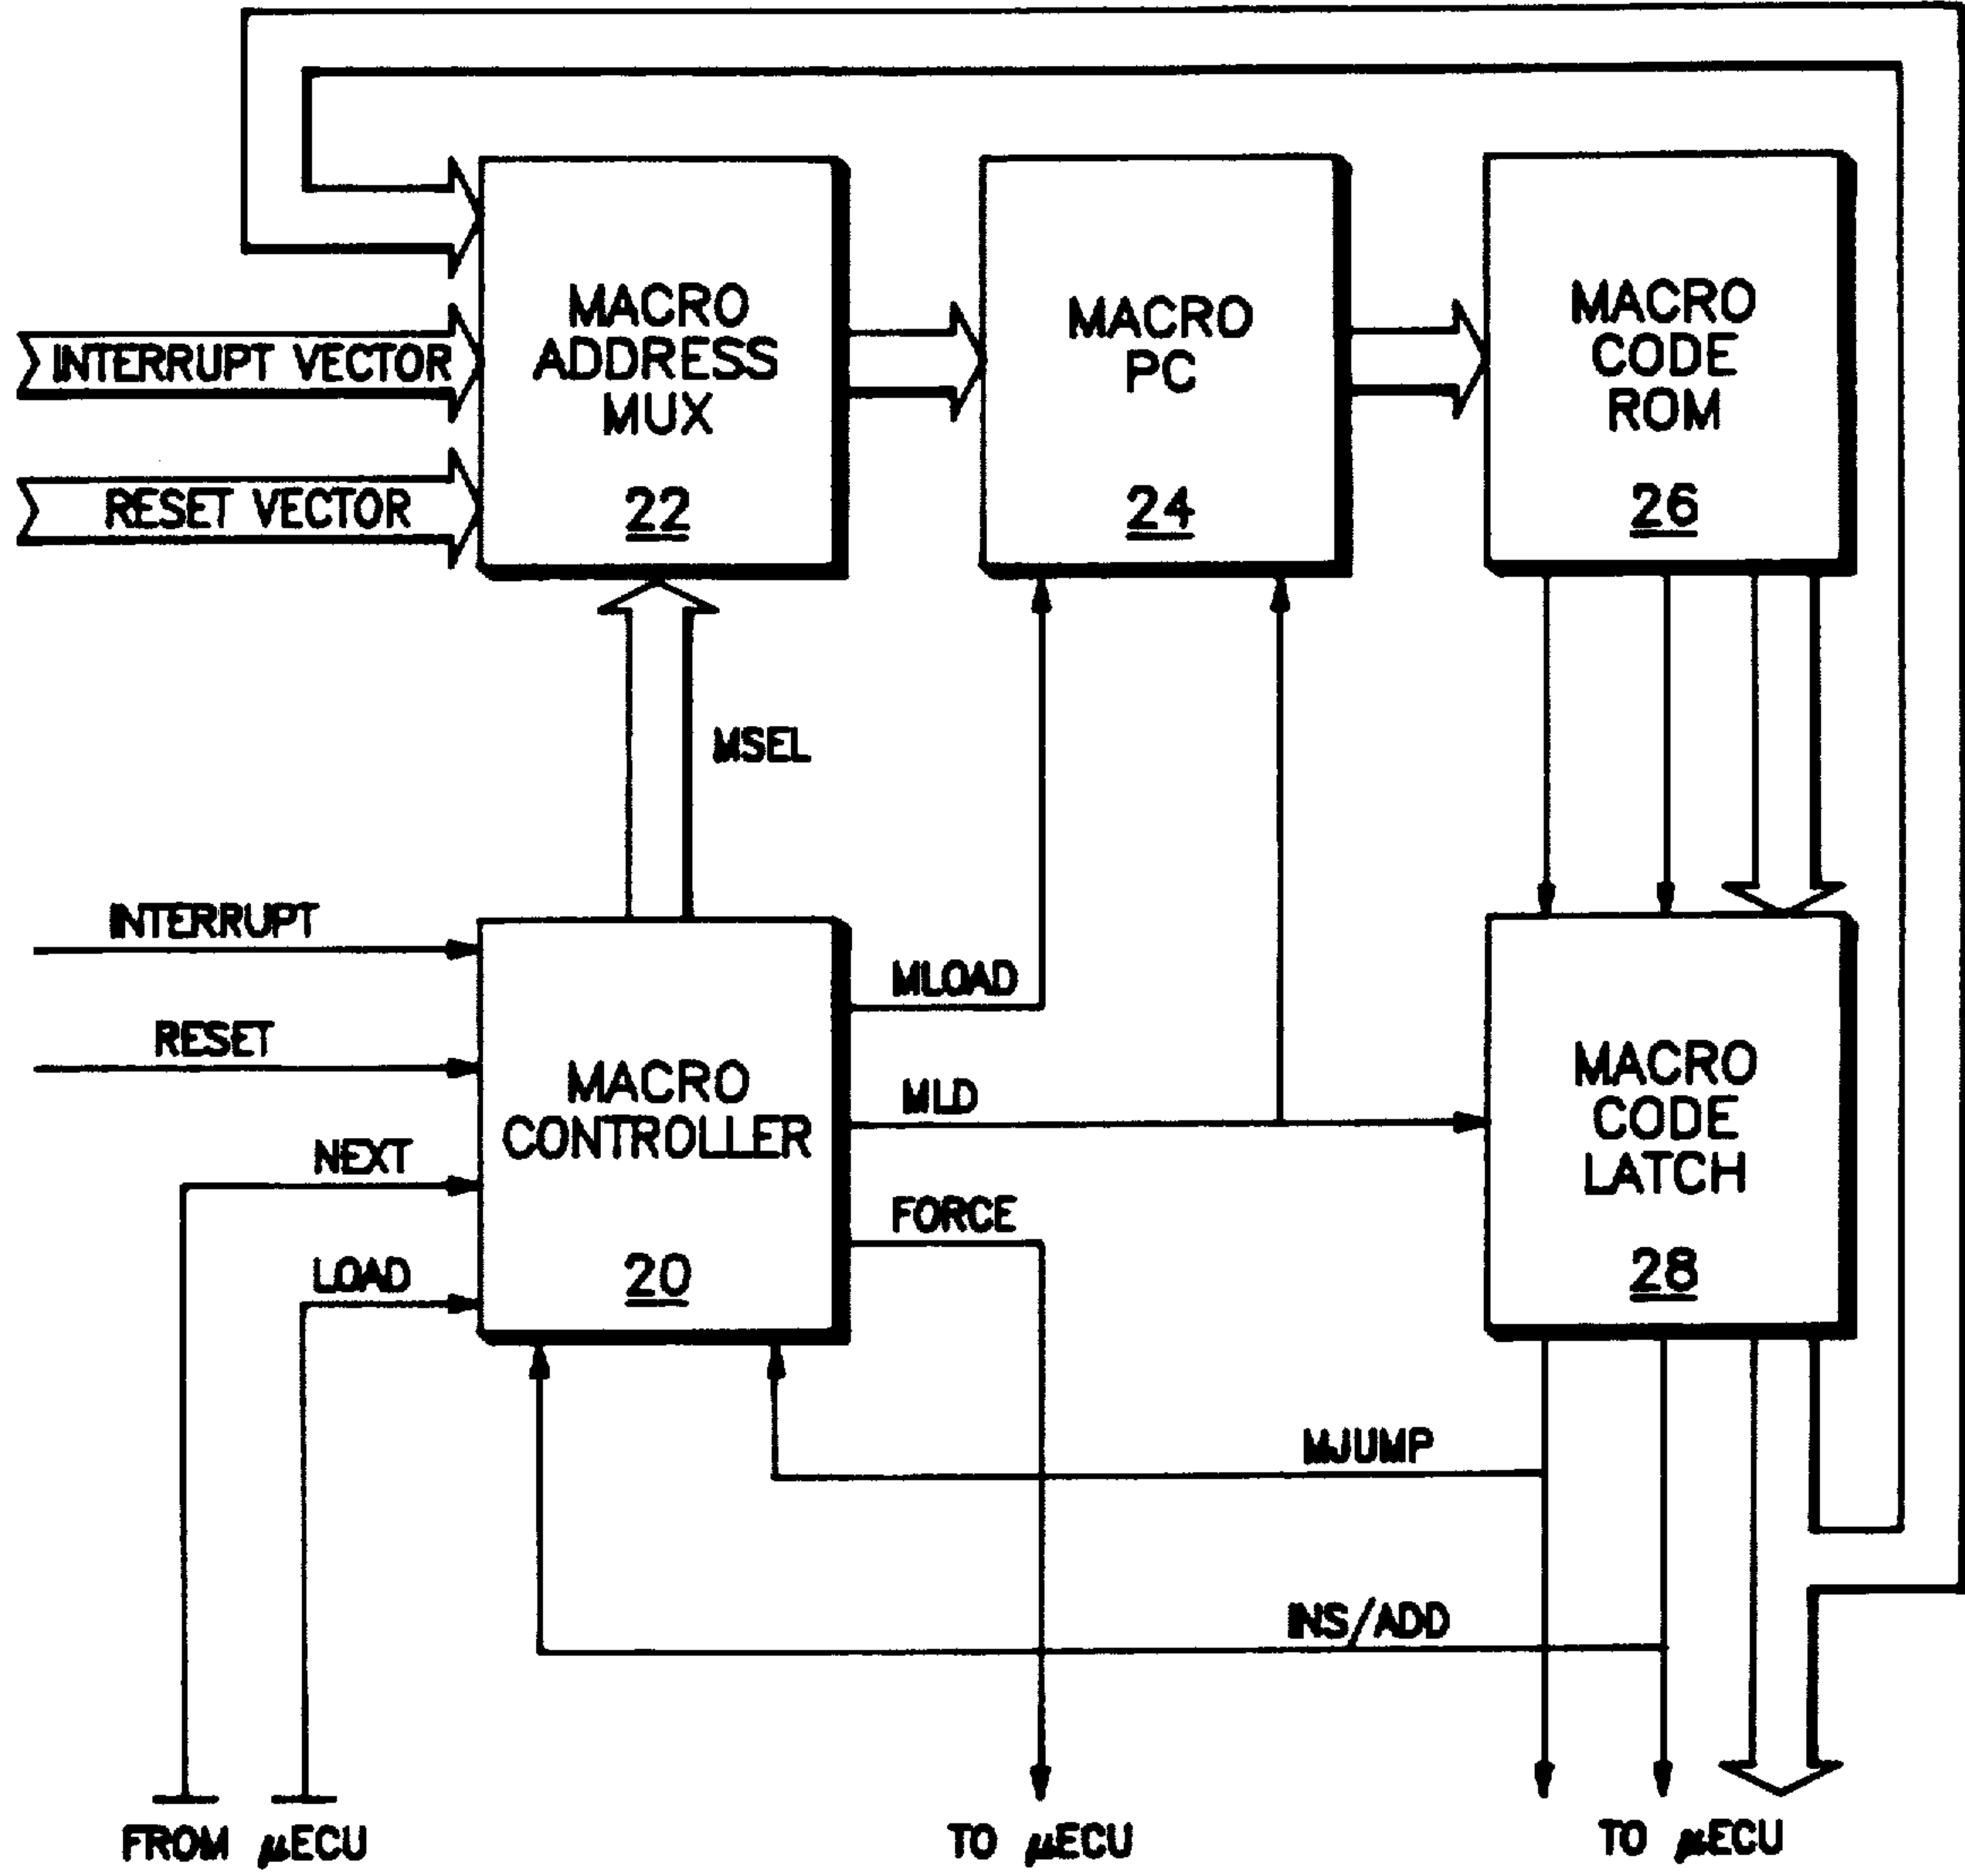 MACRO
ADDRESS
MUX
22
MACRO
PC
24
MACRO
CODE
ROM
26
INTERRUPT VECTOR
RESET VECTOR
MSEL
INTERRUPT
RESET
NEXT
LOAD
MACRO
CONTROLLER
20
MLOAD
MLD
FORCE
MACRO
CODE
LATCH
28
MJUMP
INS/ADD
FROM μECU
TO μECU
TO μECU